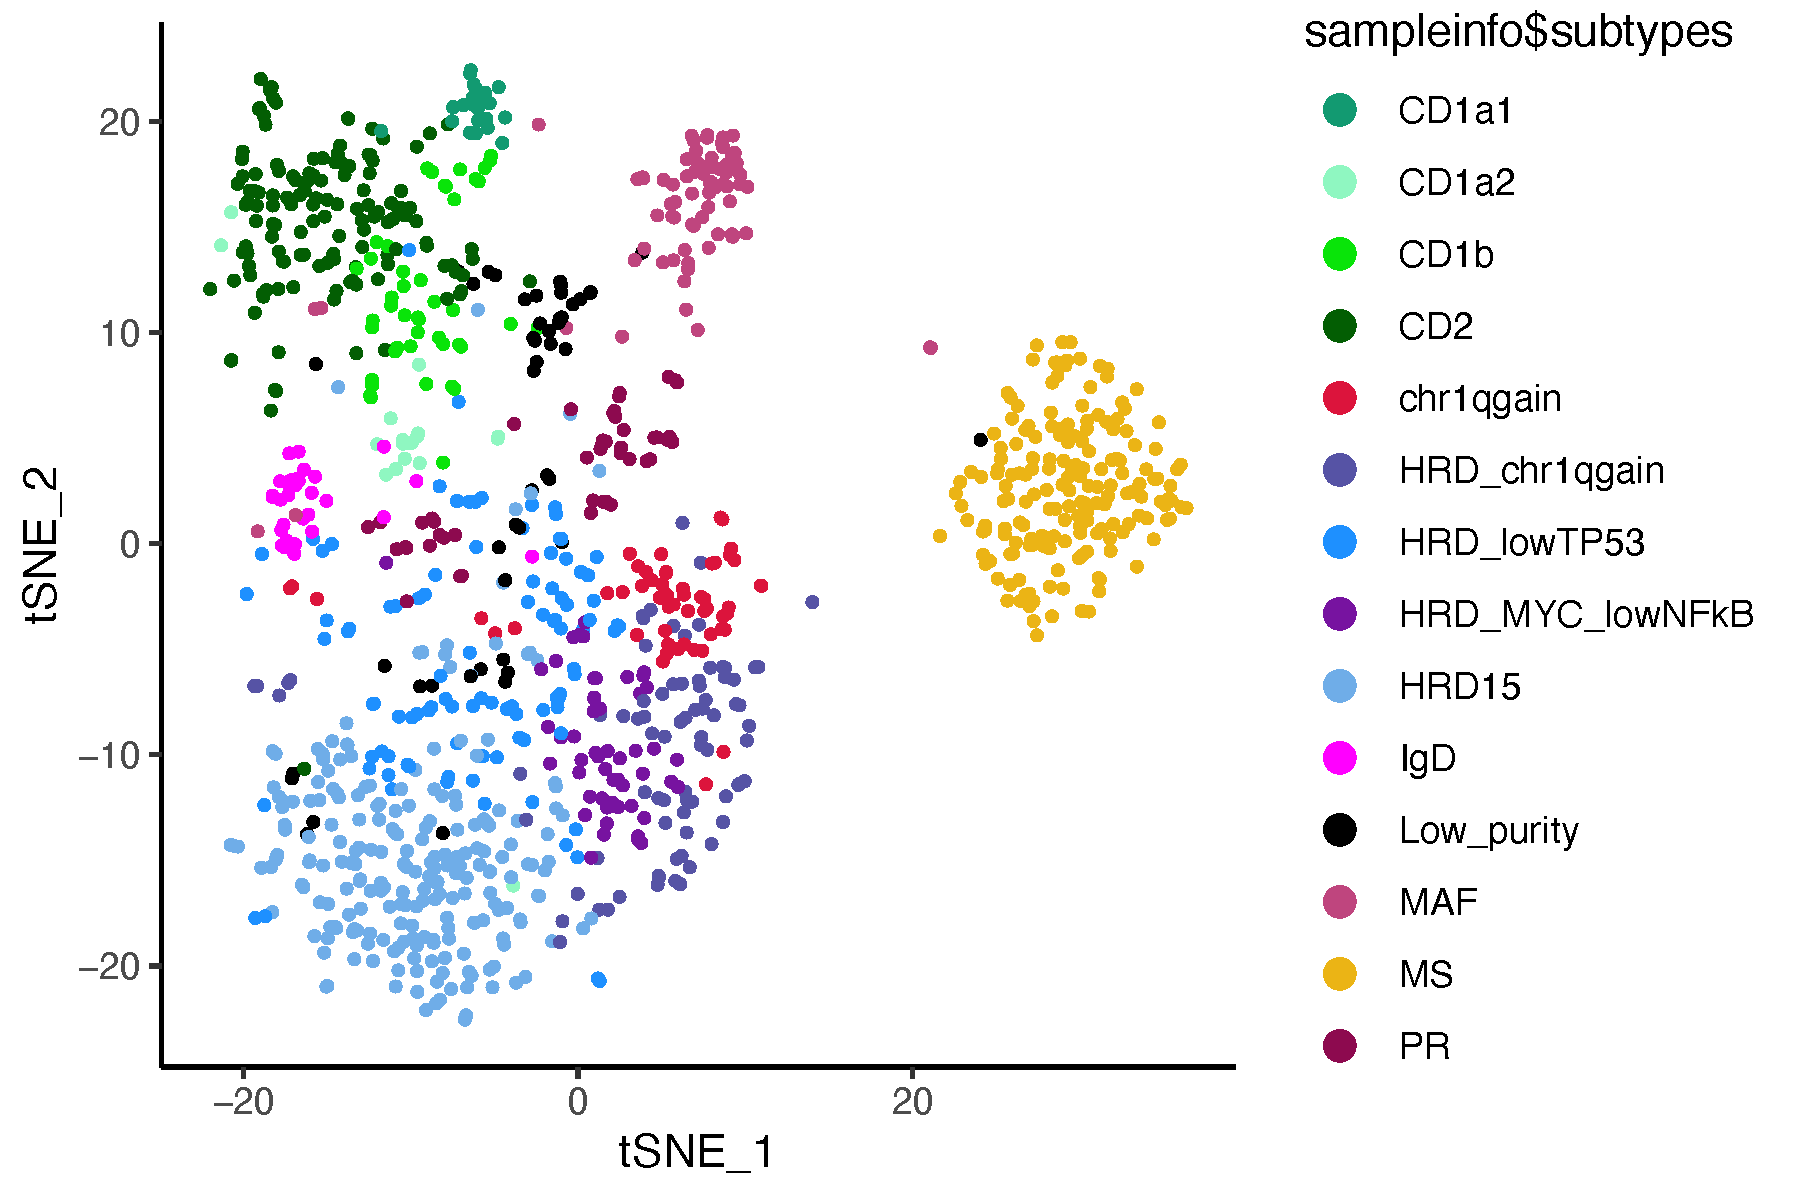 sampleinfo$subtypes
CD1a1
CD1a2
CD1b
CD2
chr1qgain
HRD_chr1qgain
HRD_lowTP53
HRD_MYC_lowNFkB
HRD15
IgD
Low_purity
MAF
MS
PR
tSNE_2
20
10
0
−10
−20
−20
0
20
tSNE_1